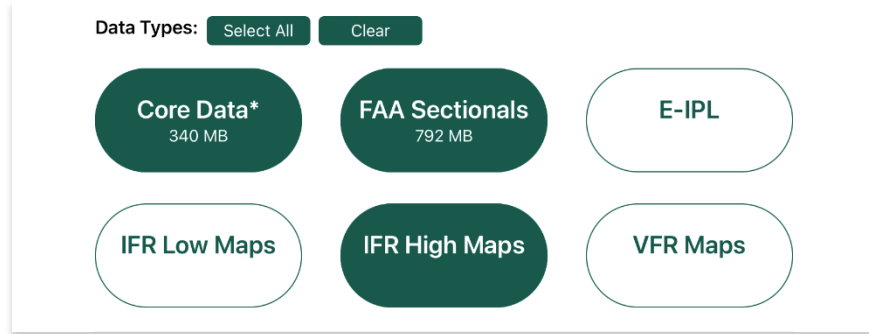 Data Types: Select All Clear
Core Data* FAA Sectionals E-IPL
340 MB 792 MB
IFR Low Maps IFR High Maps VFR Maps